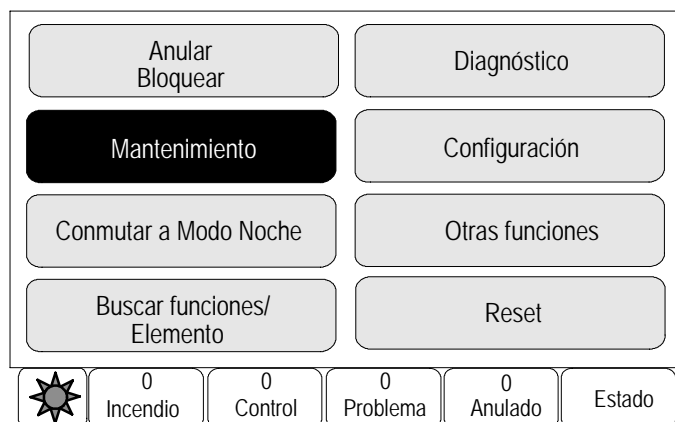 Anular
Bloquear
Diagnóstico
Mantenimiento
Configuración
Conmutar a Modo Noche
Otras funciones
Buscar funciones/
Elemento
Reset
0
Incendio
0
Control
0
Problema
0
Anulado
Estado